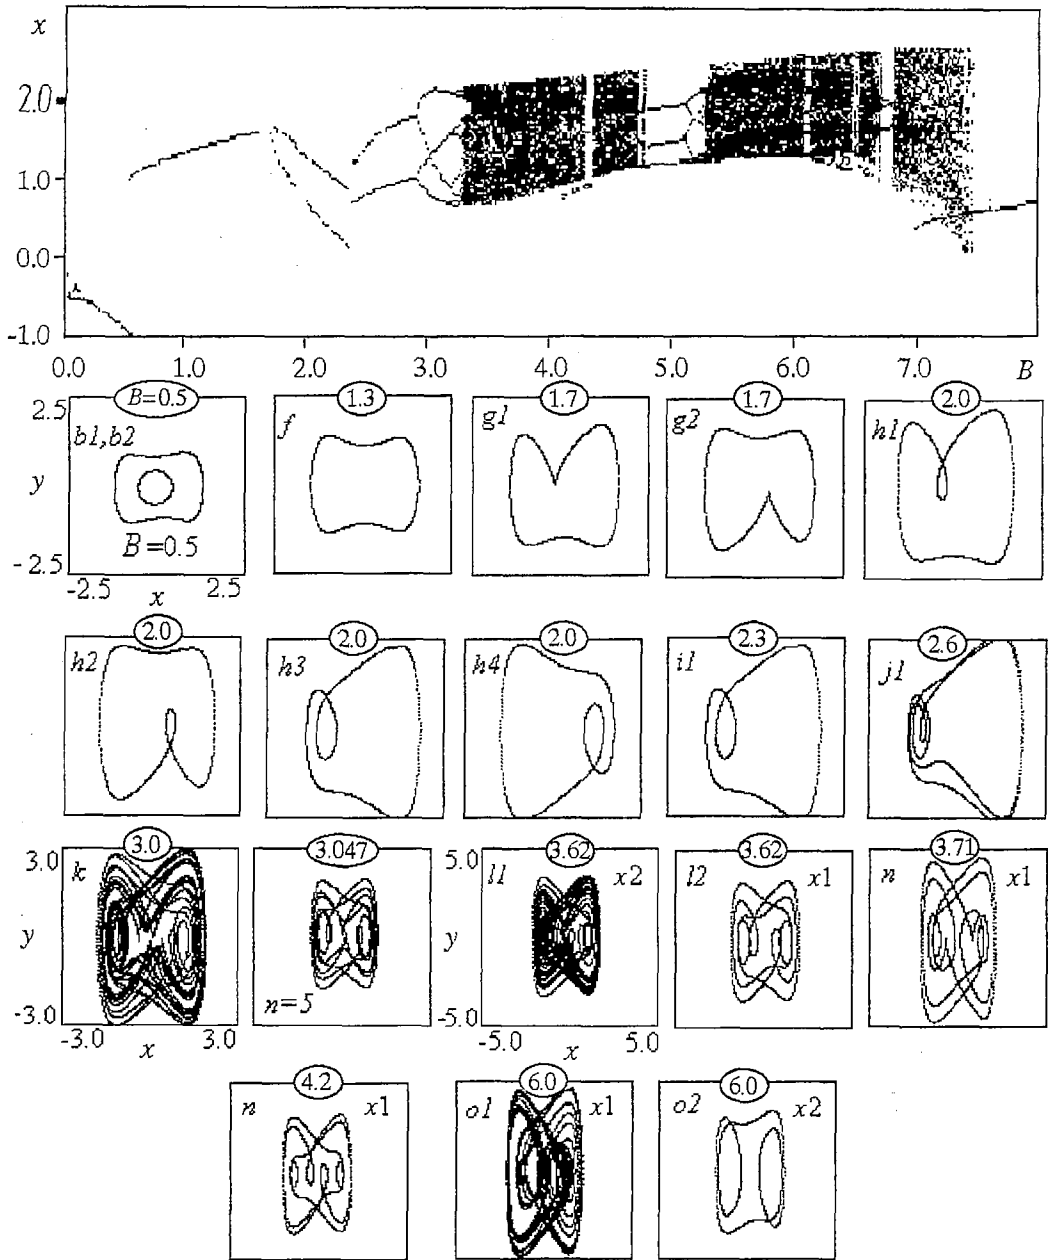 x
2.0
1.0
0.0
-1.0
0.0 1.0 2.0 3.0 4.0 5.0 6.0 7.0 B
B=0.5 1.3 1.7 1.7 2.0
2.5 b1,b2 f g1 g2 h1
y
B=0.5
-2.5
-2.5 x 2.5
2.0 2.0 2.0 2.3 2.6
h2 h3 h4 i1 j1
3.0 3.047 3.62 3.62 3.71
3.0 k 5.0 l1 x2 l2 x1 n x1
y y
n=5
-3.0 -5.0
-3.0 x 3.0 -5.0 x 5.0
4.2 6.0 6.0
n x1 o1 x1 o2 x2